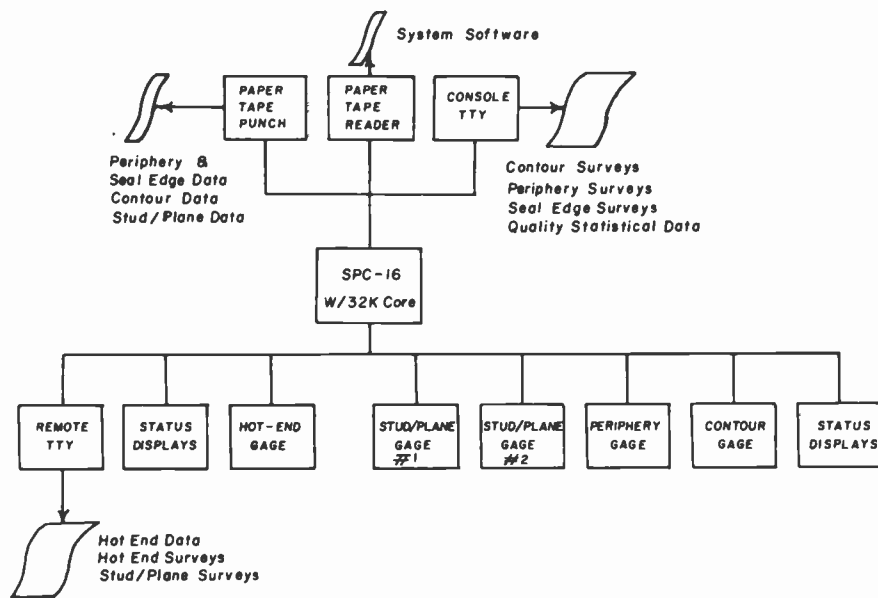 System Software
PAPER
TAPE
PUNCH
PAPER
TAPE
READER
CONSOLE
TTY
Periphery &
Seal Edge Data
Contour Data
Stud/Plane Data
Contour Surveys
Periphery Surveys
Seal Edge Surveys
Quality Statistical Data
SPC-16
W/32K Core
REMOTE
TTY
STATUS
DISPLAYS
HOT-END
GAGE
STUD/PLANE
GAGE
#1
STUD/PLANE
GAGE
#2
PERIPHERY
GAGE
CONTOUR
GAGE
STATUS
DISPLAYS
Hot End Data
Hot End Surveys
Stud/Plane Surveys